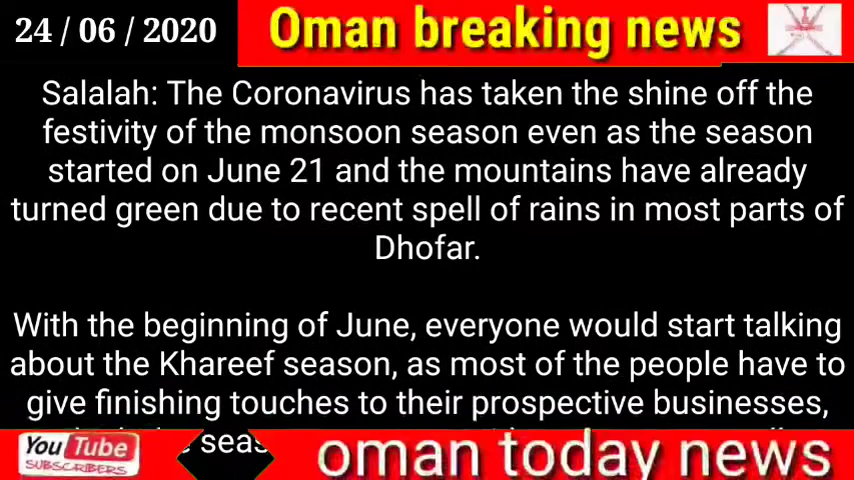 24 / 06 / 2020
Oman breaking news
Salalah: The Coronavirus has taken the shine off the
festivity of the monsoon season even as the season
started on June 21 and the mountains have already
turned green due to recent spell of rains in most parts of
Dhofar.
With the beginning of June, everyone would start talking
about the Khareef season, as most of the people have to
give finishing touches to their prospective businesses,
You Tube
SUBSCRIBERS
oman today news